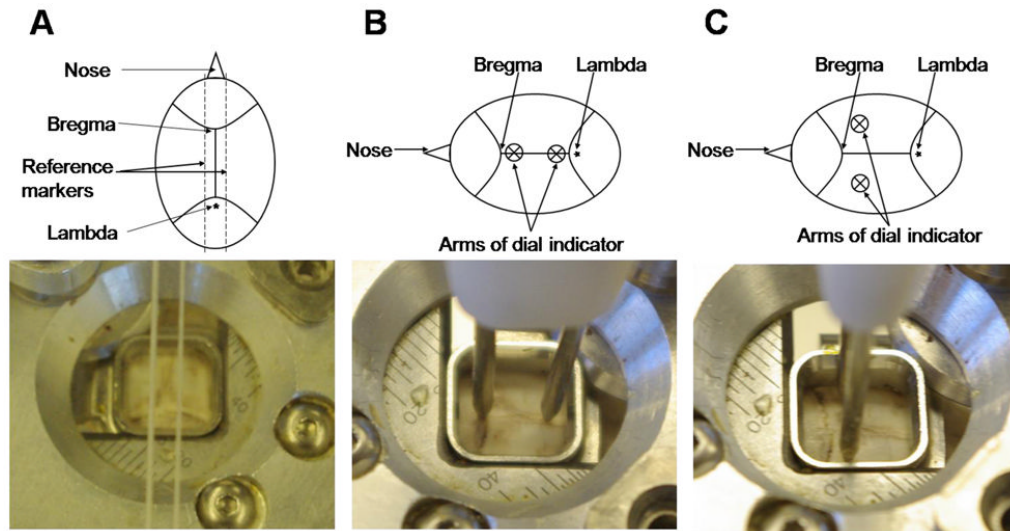 A
Nose
Bregma
Reference
markers
Lambda
40
B
Bregma
Lambda
Nose
Arms of dial indicator
20
40
C
Bregma
Lambda
Nose
Arms of dial indicator
20
40